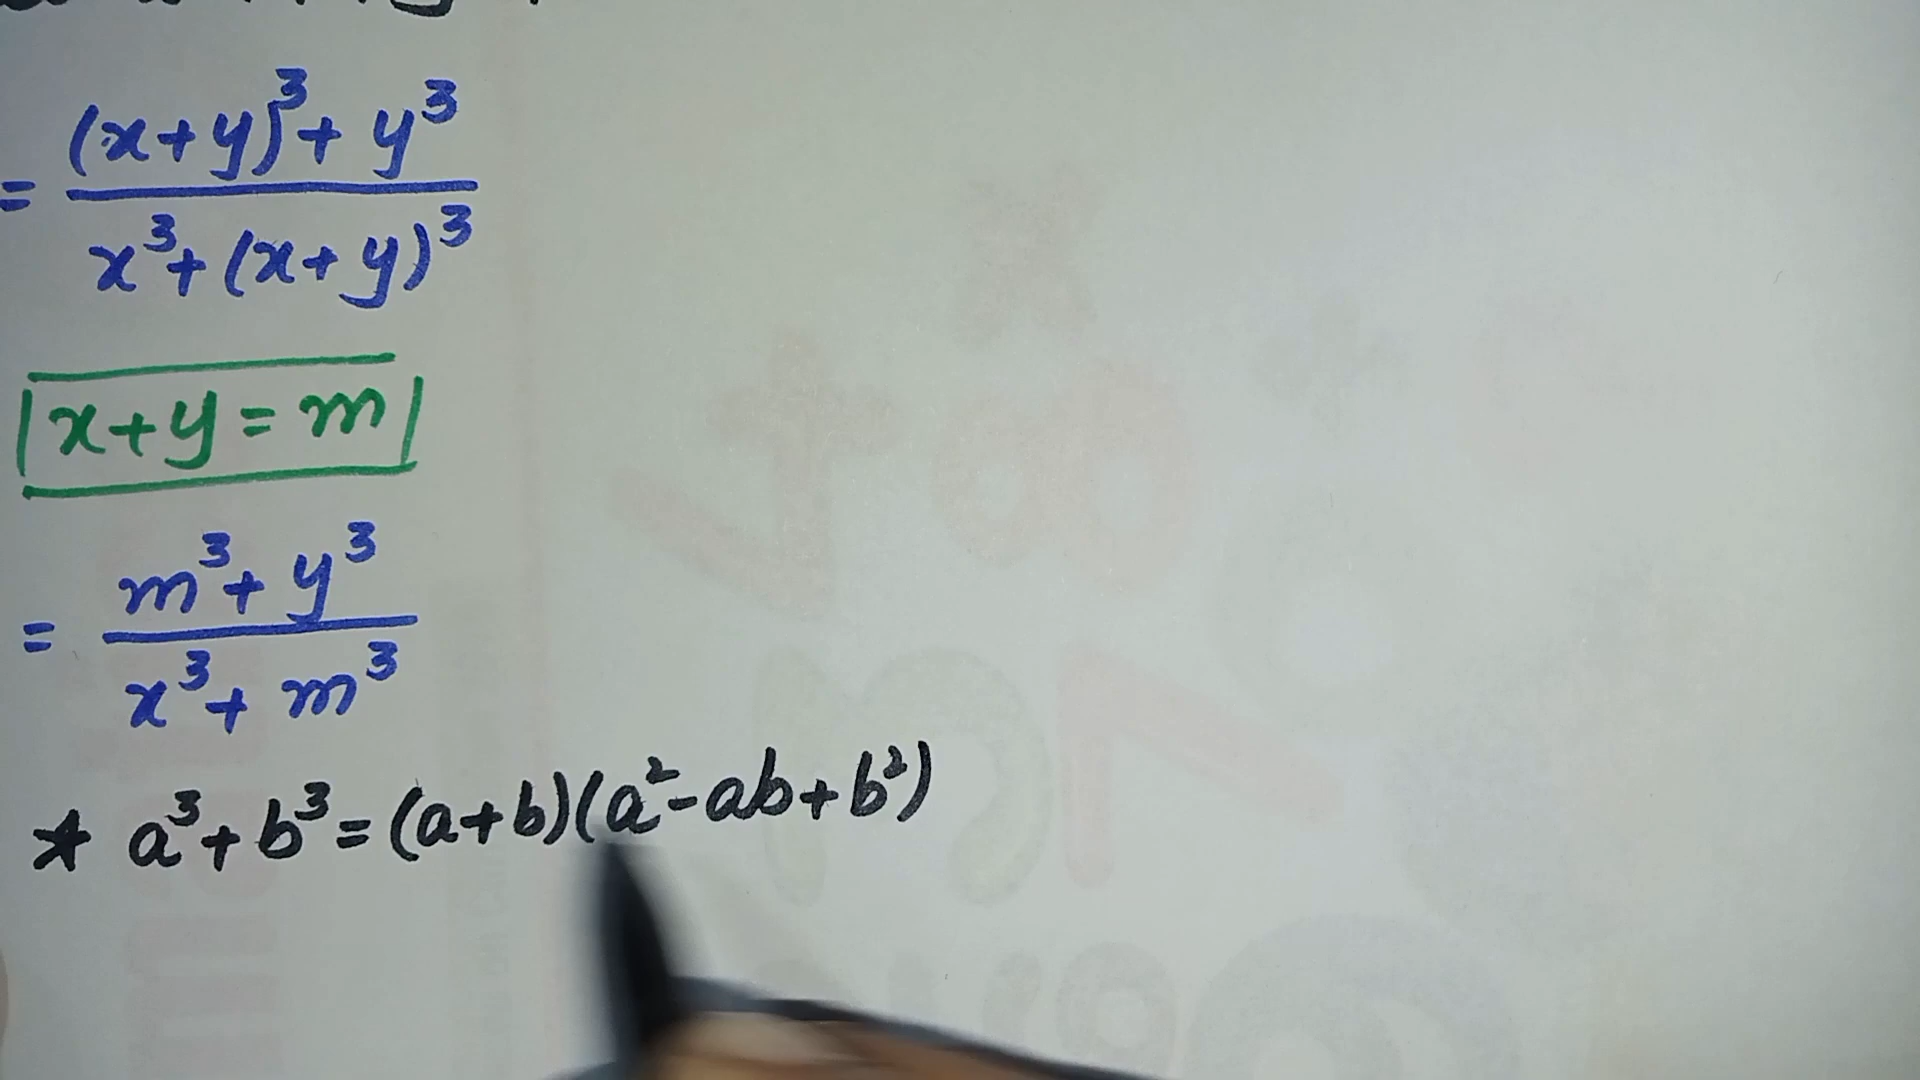 = (x+y)³ + y³ / x³ + (x+y)³
x + y = m
= m³ + y³ / x³ + m³
* a³ + b³ = (a+b)(a² - ab + b²)